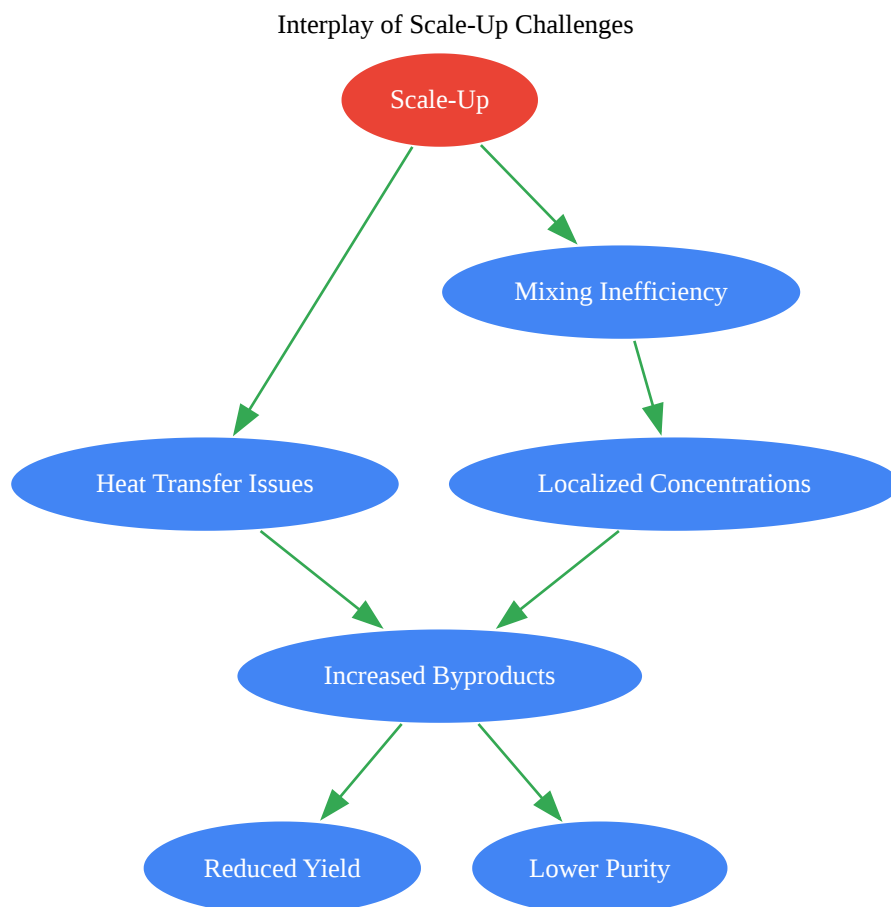 Interplay of Scale-Up Challenges
Scale-Up
Mixing Inefficiency
Heat Transfer Issues
Localized Concentrations
Increased Byproducts
Reduced Yield
Lower Purity